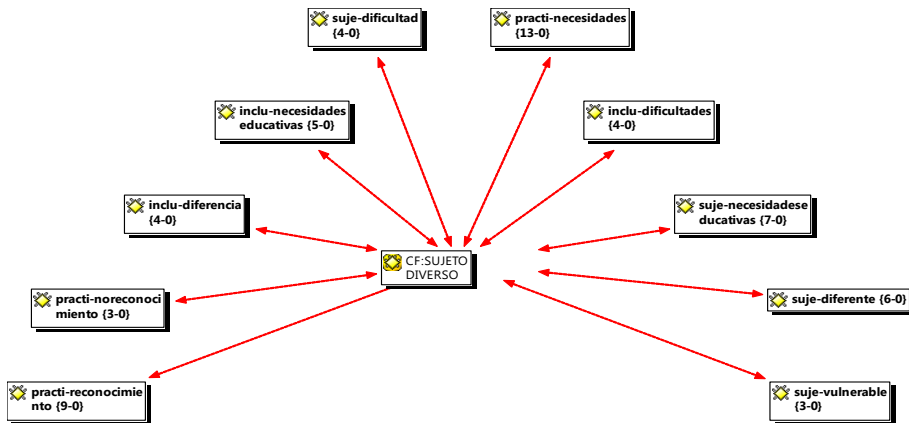 suje-dificultad
{4-0}
practi-necesidades
{13-0}
inclu-necesidades
educativas {5-0}
inclu-dificultades
{4-0}
inclu-diferencia
{4-0}
suje-necesidadese
ducativas {7-0}
CF:SUJETO
DIVERSO
practi-noreconoci
miento {3-0}
suje-diferente {6-0}
practi-reconocimie
nto {9-0}
suje-vulnerable
{3-0}